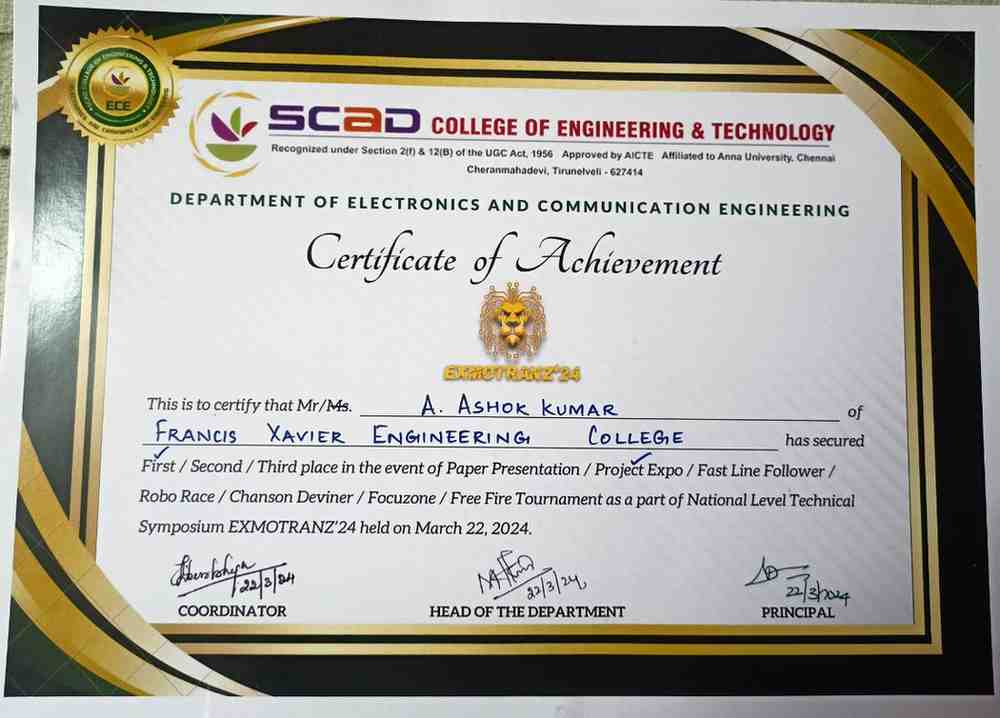 ECE
SCAD COLLEGE OF ENGINEERING & TECHNOLOGY
Recognized under Section 2(f) & 12(B) of the UGC Act, 1956 Approved by AICTE Affiliated to Anna University, Chennai
Cheranmahadevi, Tirunelveli - 627414
DEPARTMENT OF ELECTRONICS AND COMMUNICATION ENGINEERING
Certificate of Achievement
EXMOTRANZ'24
This is to certify that Mr/Ms. A. ASHOK KUMAR of
FRANCIS XAVIER ENGINEERING COLLEGE has secured
First / Second / Third place in the event of Paper Presentation / Project Expo / Fast Line Follower /
Robo Race / Chanson Deviner / Focuzone / Free Fire Tournament as a part of National Level Technical
Symposium EXMOTRANZ'24 held on March 22, 2024.
22/3/24 22/3/24 22/3/2024
COORDINATOR HEAD OF THE DEPARTMENT PRINCIPAL